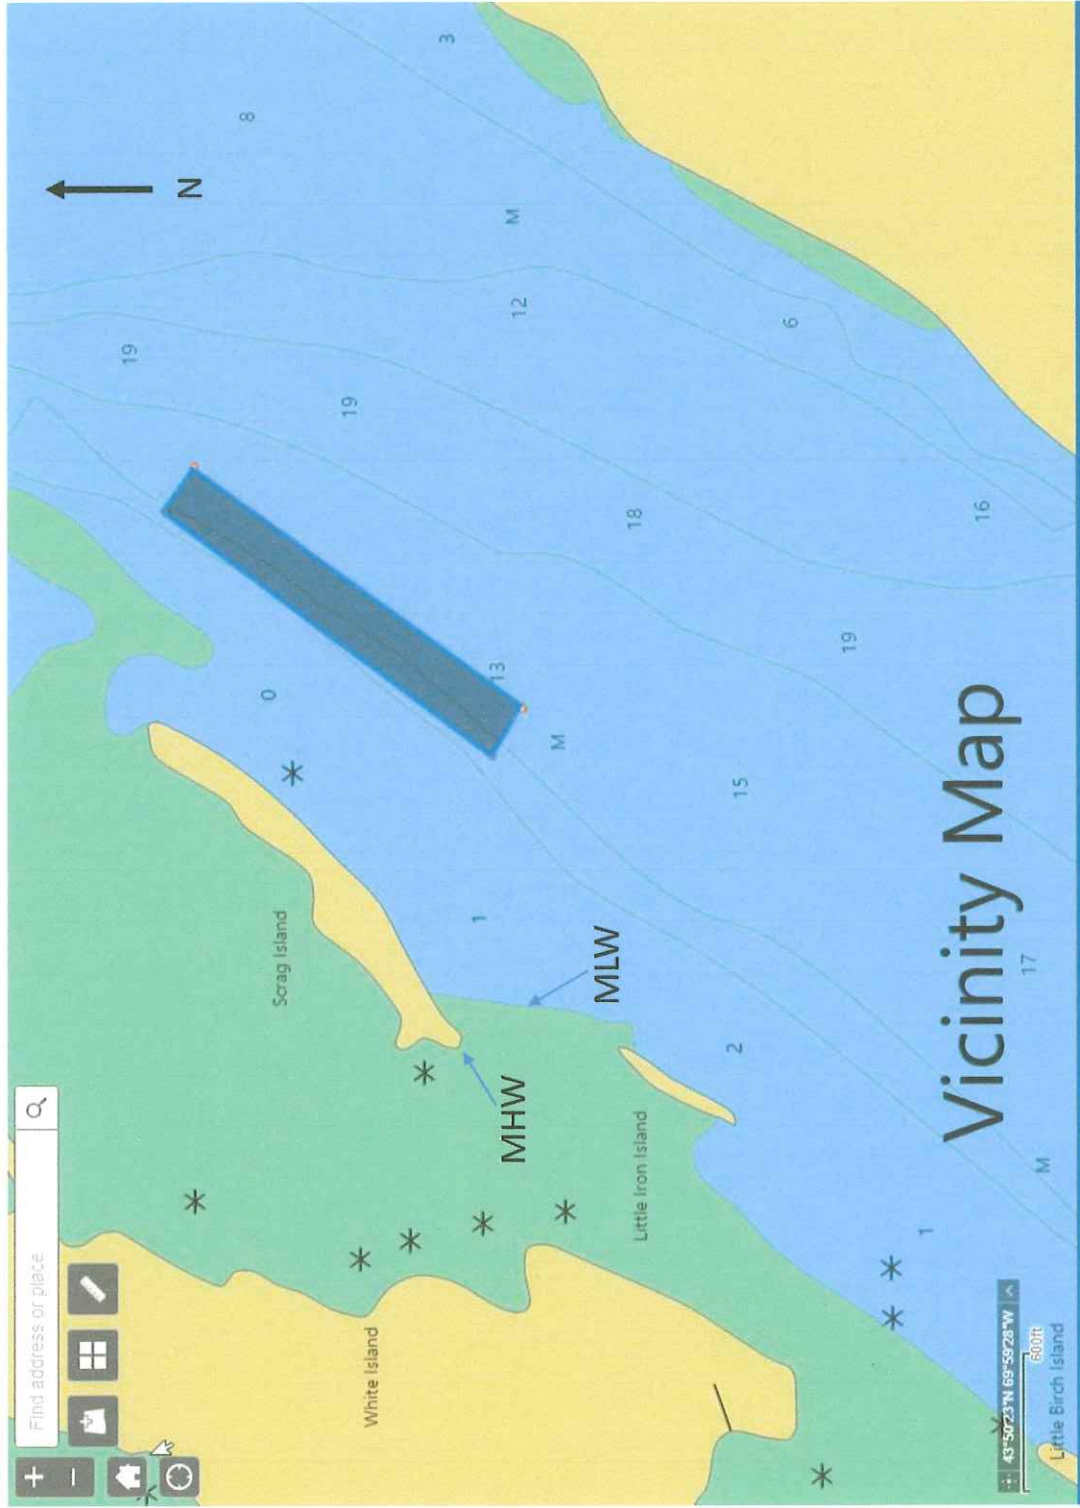 Find address or place
19
N
8
0
Scrag Island
19
White Island
3
1
13
MHW
M
12
M
MLW
18
Little Iron Island
2
15
6
19
1
Vicinity Map
16
43°50'23"N 69°59'28"W
17
600ft
M
Little Birch Island